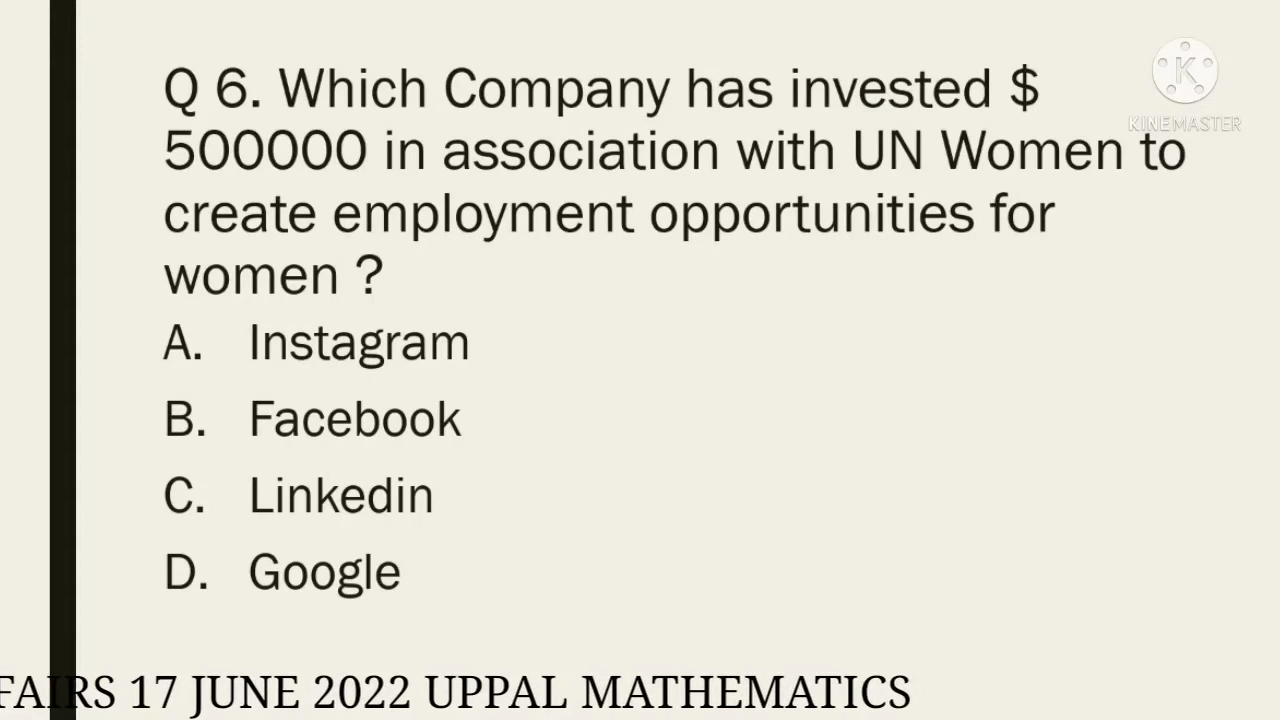 Q 6. Which Company has invested $
500000 in association with UN Women to
create employment opportunities for
women ?
A. Instagram
B. Facebook
C. Linkedin
D. Google
KINEMASTER
FAIRS 17 JUNE 2022 UPPAL MATHEMATICS